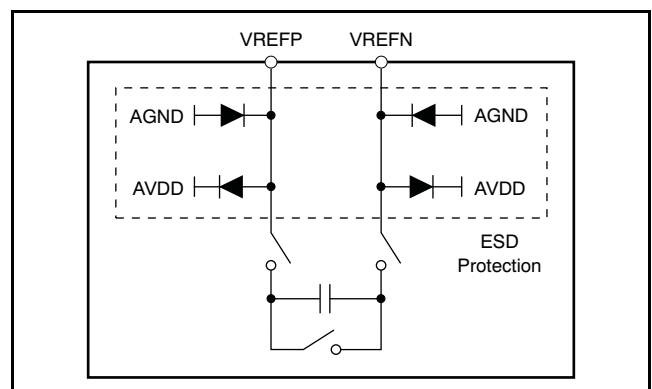 VREFP VREFN
AGND AGND
AVDD AVDD
ESD
Protection